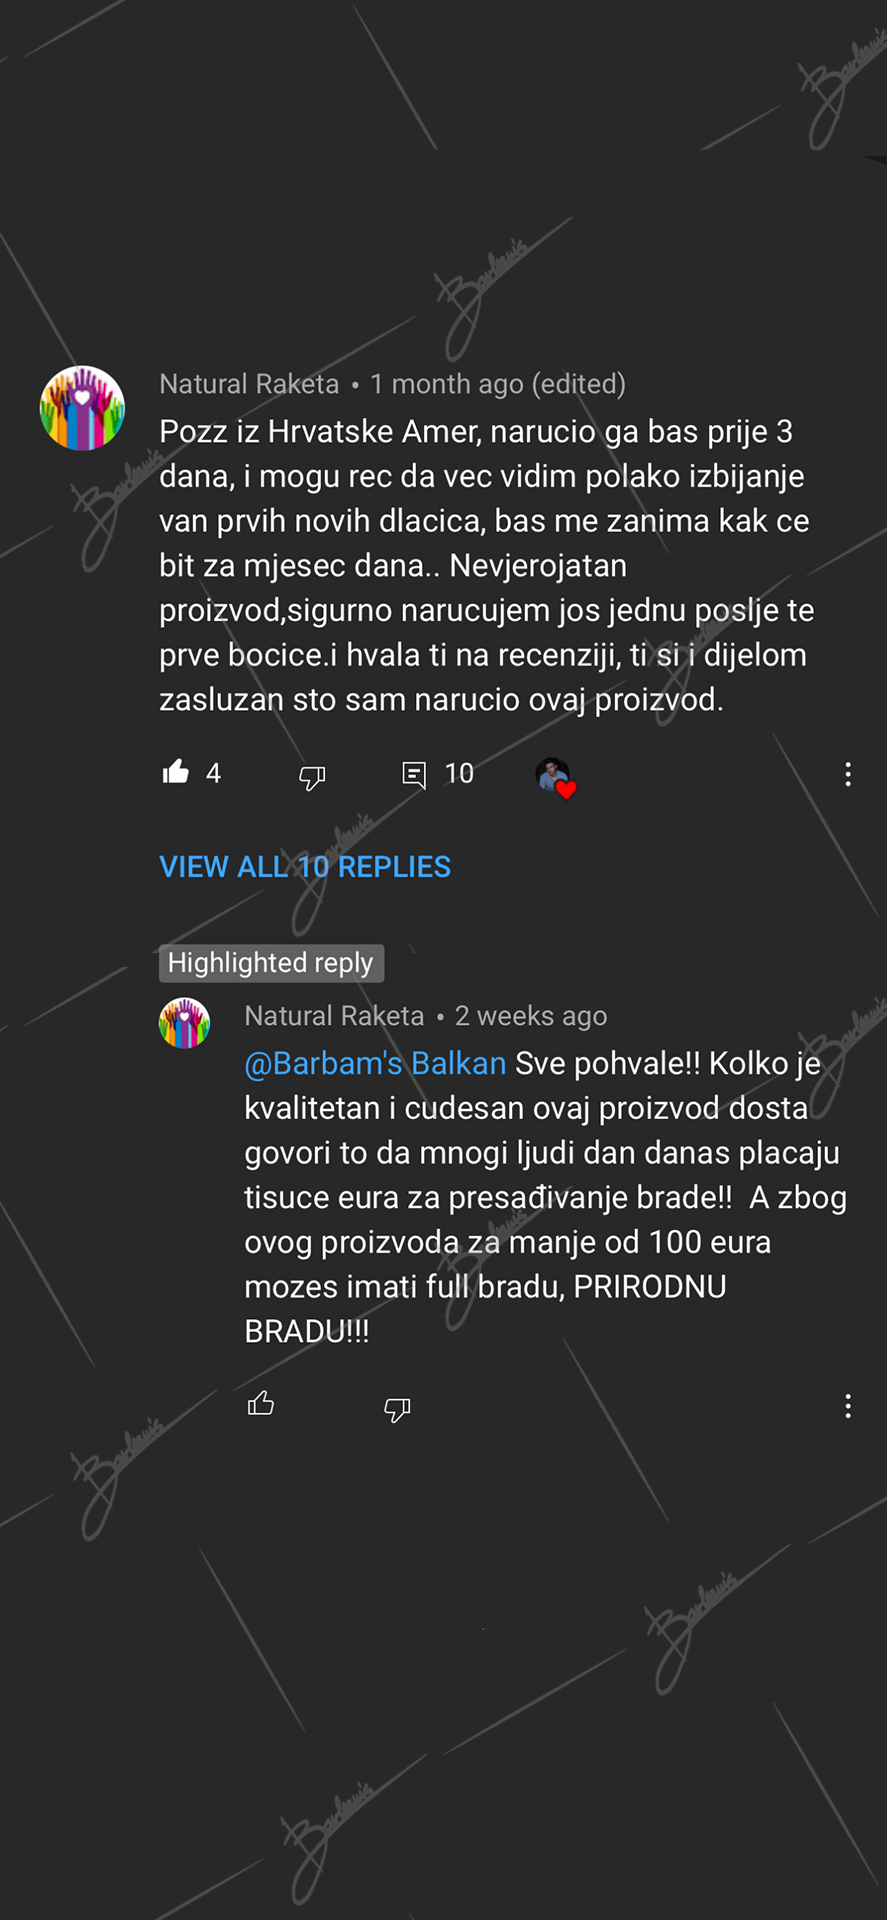 Natural Raketa • 1 month ago (edited)
Pozz iz Hrvatske Amer, narucio ga bas prije 3
dana, i mogu rec da vec vidim polako izbijanje
van prvih novih dlacica, bas me zanima kak ce
bit za mjesec dana.. Nevjerojatan
proizvod,sigurno narucujem jos jednu poslje te
prve bocice.i hvala ti na recenziji, ti si i dijelom
zasluzan sto sam narucio ovaj proizvod.
4 10
VIEW ALL 10 REPLIES
Highlighted reply
Natural Raketa • 2 weeks ago
@Barbam's Balkan Sve pohvale!! Kolko je
kvalitetan i cudesan ovaj proizvod dosta
govori to da mnogi ljudi dan danas placaju
tisuce eura za presađivanje brade!!  A zbog
ovog proizvoda za manje od 100 eura
mozes imati full bradu, PRIRODNU
BRADU!!!